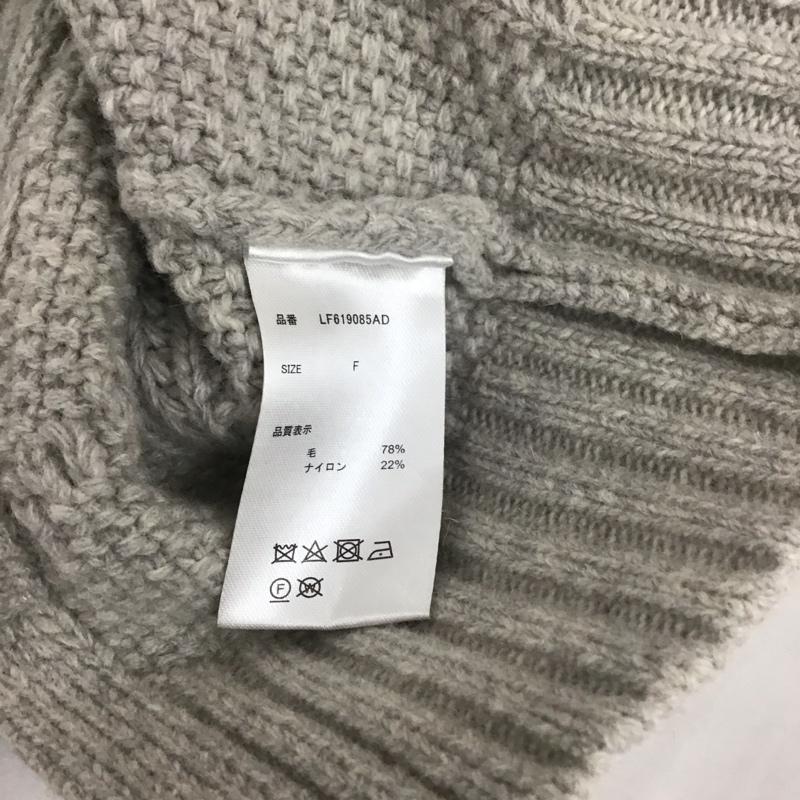 品番 LF619085AD
SIZE F
品質表示
毛 78%
ナイロン 22%
F W